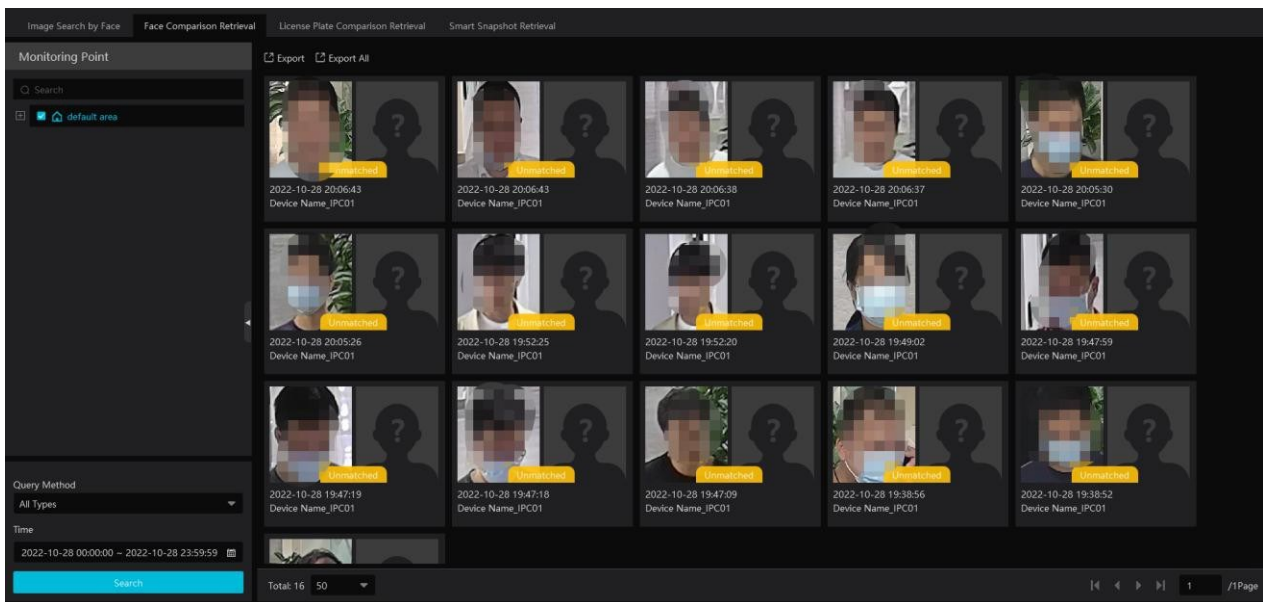 Image Search by Face Face Comparison Retrieval License Plate Comparison Retrieval Smart Snapshot Retrieval
Monitoring Point
Search
default area
Query Method
All Types
Time
2022-10-28 00:00:00 ~ 2022-10-28 23:59:59
Search
Export Export All
Unmatched Unmatched Unmatched Unmatched Unmatched
2022-10-28 20:06:43 2022-10-28 20:06:43 2022-10-28 20:06:38 2022-10-28 20:06:37 2022-10-28 20:05:30
Device Name_IPC01 Device Name_IPC01 Device Name_IPC01 Device Name_IPC01 Device Name_IPC01
Unmatched Unmatched Unmatched Unmatched Unmatched
2022-10-28 20:05:26 2022-10-28 19:52:25 2022-10-28 19:52:20 2022-10-28 19:49:02 2022-10-28 19:47:59
Device Name_IPC01 Device Name_IPC01 Device Name_IPC01 Device Name_IPC01 Device Name_IPC01
Unmatched Unmatched Unmatched Unmatched Unmatched
2022-10-28 19:47:19 2022-10-28 19:47:18 2022-10-28 19:47:09 2022-10-28 19:38:56 2022-10-28 19:38:52
Device Name_IPC01 Device Name_IPC01 Device Name_IPC01 Device Name_IPC01 Device Name_IPC01
Total: 16 50 1 /1Page